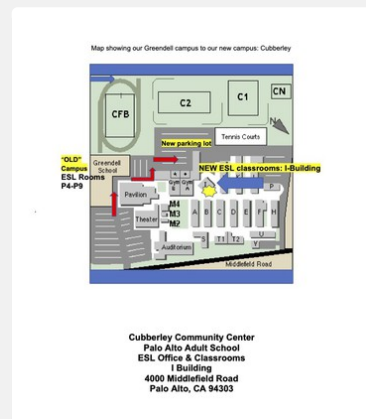 Map showing our Greendell campus to our new campus: Cubberley
CN
C1
C2
CFB
N
Tennis Courts
New parking lot
"OLD"
Campus
ESL Rooms
P4-P9
Greendell
School
NEW ESL classrooms: I-Building
A
A
Gym
B
Gym
A
I
P
Pavilion
M4
M3
M2
Theater
A
B
C
D
E
F
H
S
T1
T2
U
V
Auditorium
Middlefield Road
Cubberley Community Center
Palo Alto Adult School
ESL Office & Classrooms
I Building
4000 Middlefield Road
Palo Alto, CA 94303